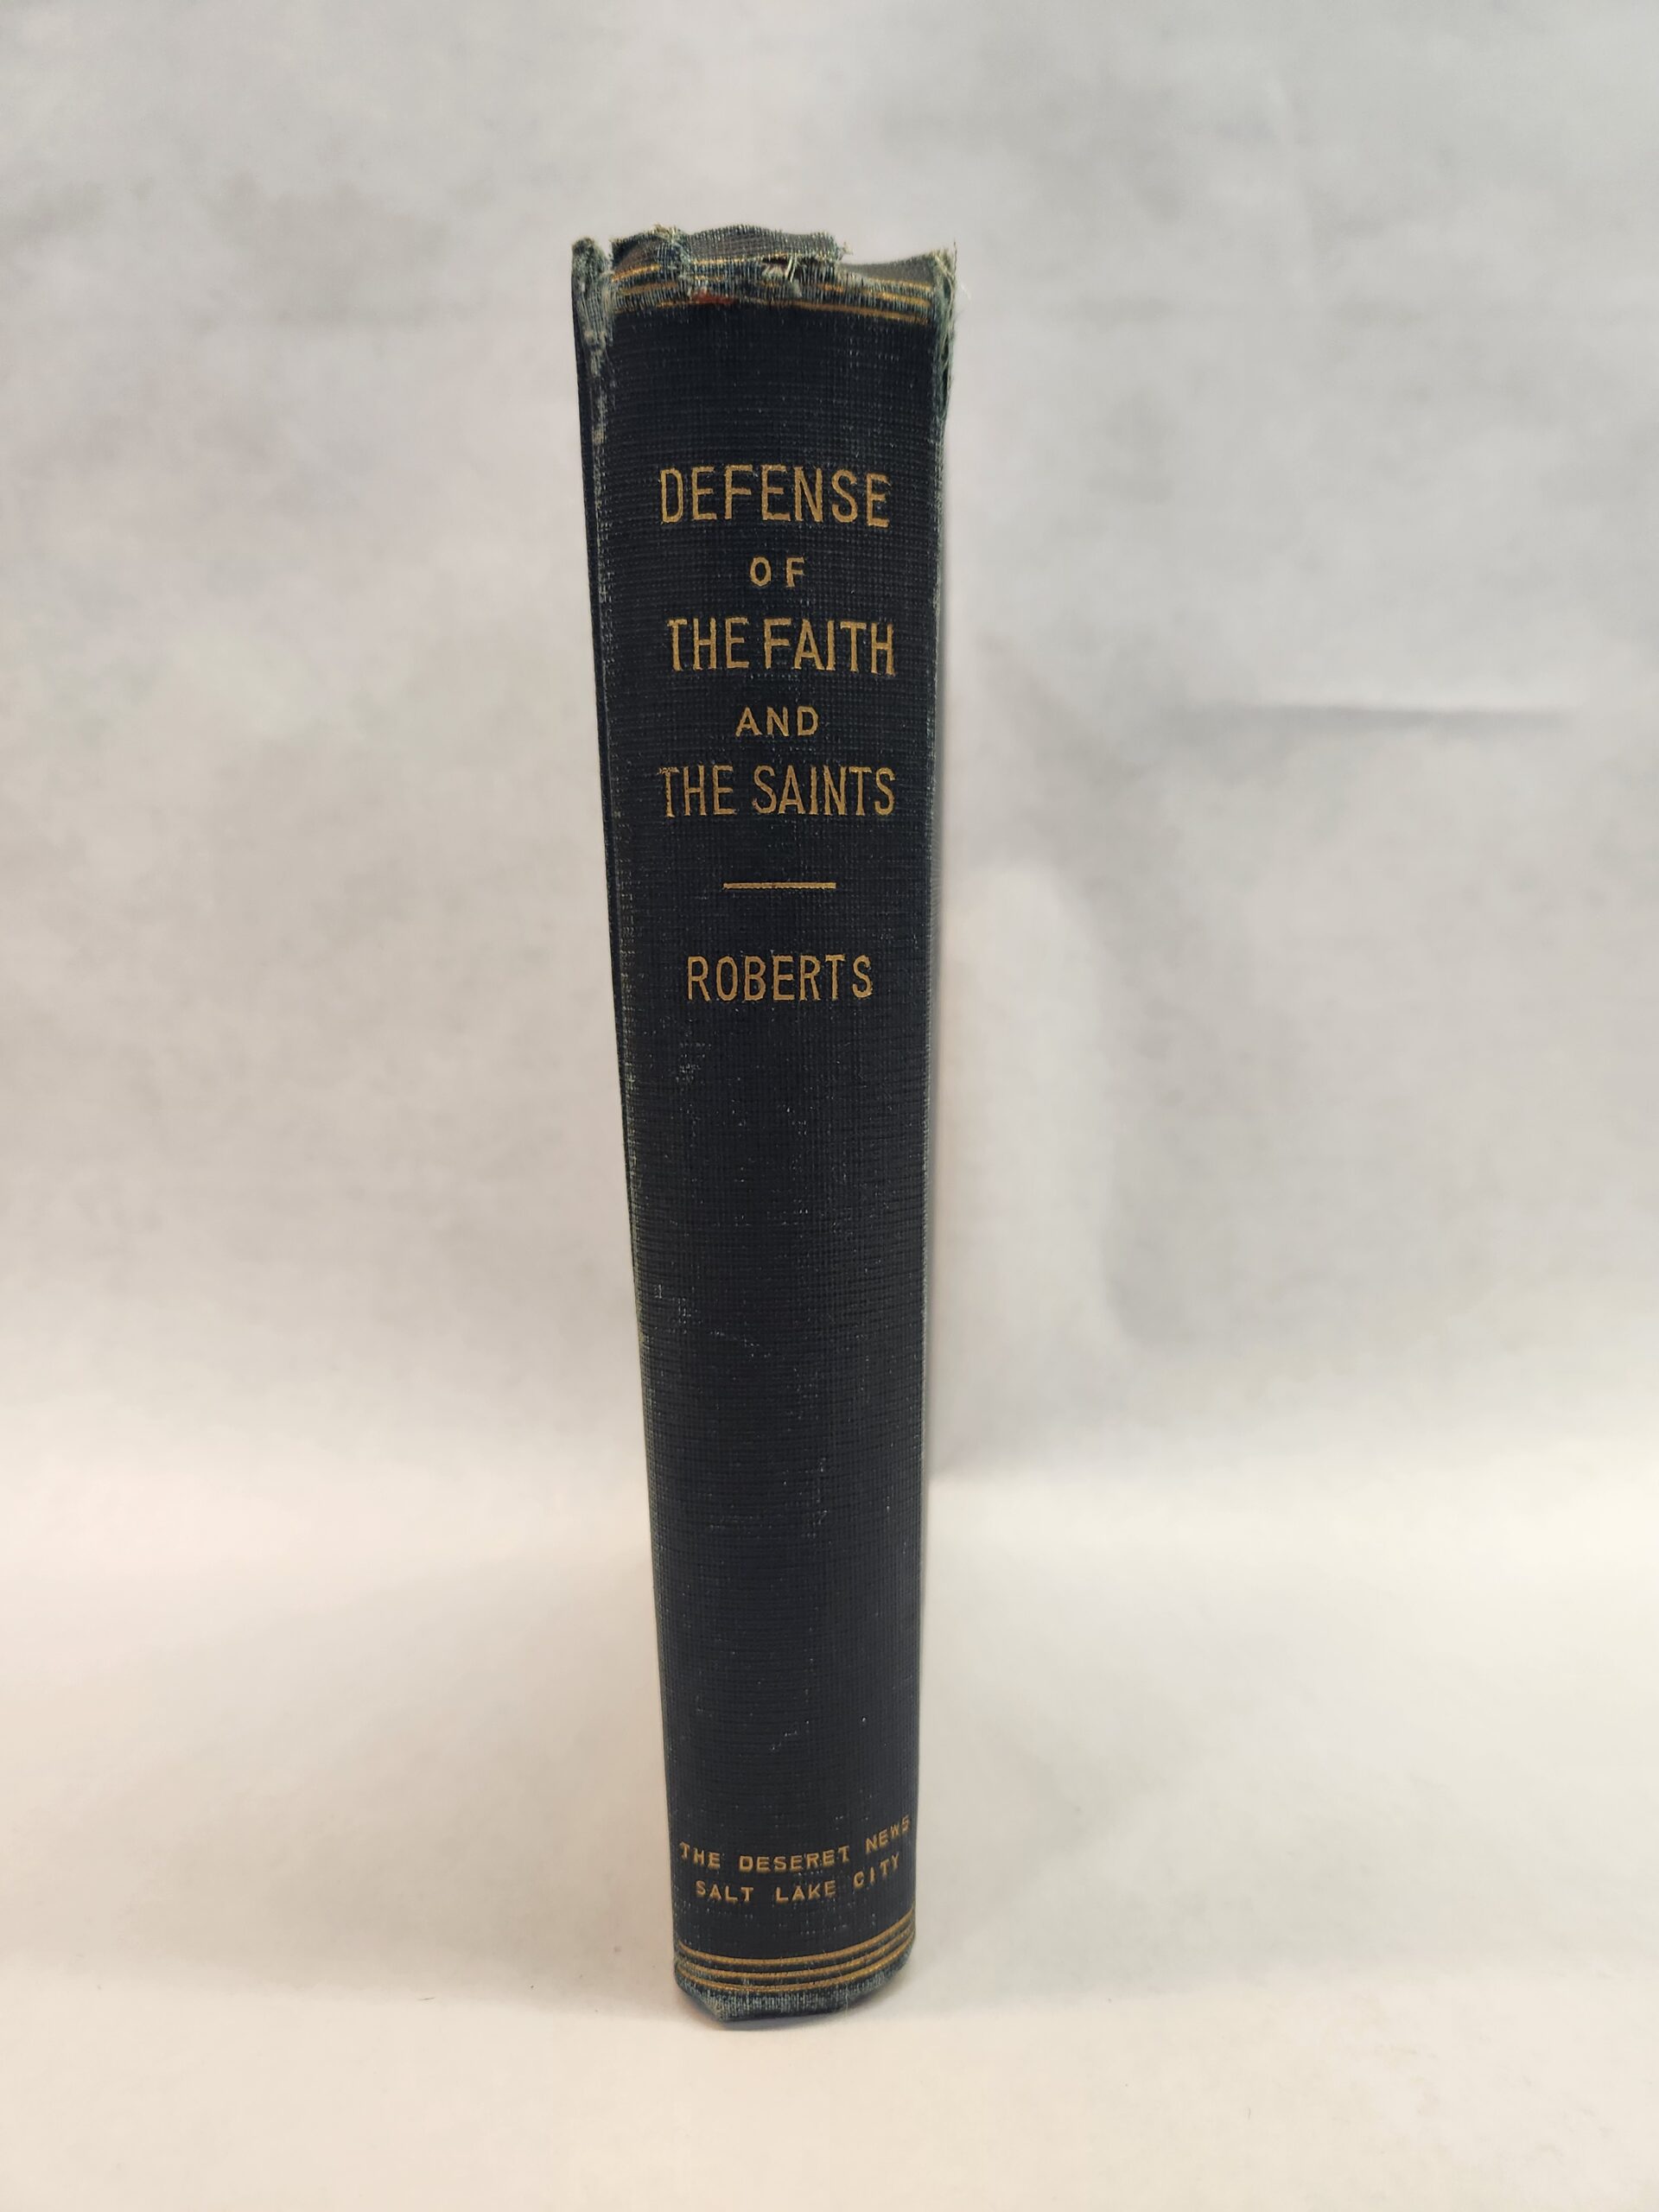 DEFENSE
OF
THE FAITH
AND
THE SAINTS
ROBERTS
THE DESERET NEWS
SALT LAKE CITY